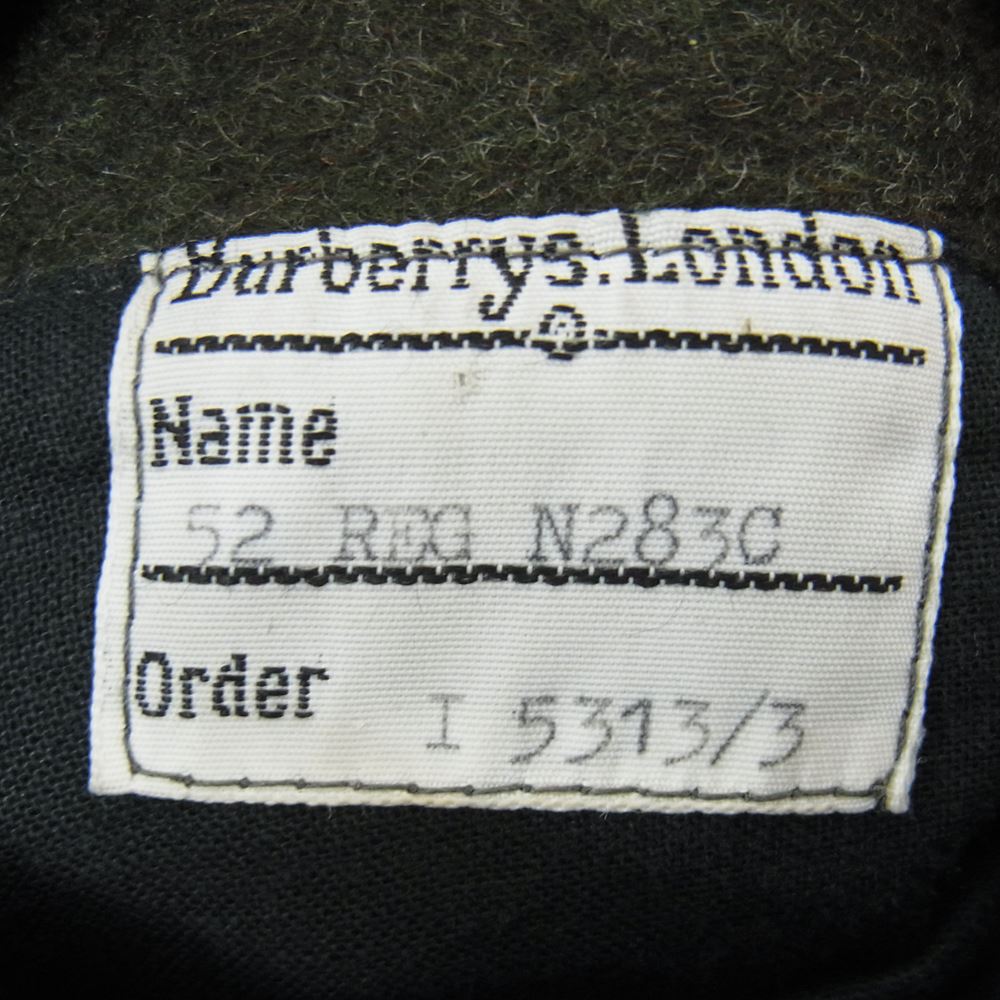 Burberrys.London
Name
52 REG N283C
Order
I 5313/3